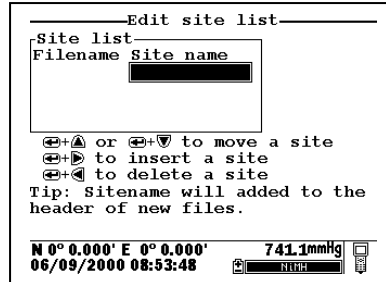 Edit site list
Site list
Filename Site name
+ or + to move a site
+ to insert a site
+ to delete a site
Tip: Sitename will added to the
header of new files.
N 0° 0.000' E 0° 0.000' 741.1mmHg
06/09/2000 08:53:48 NiMH